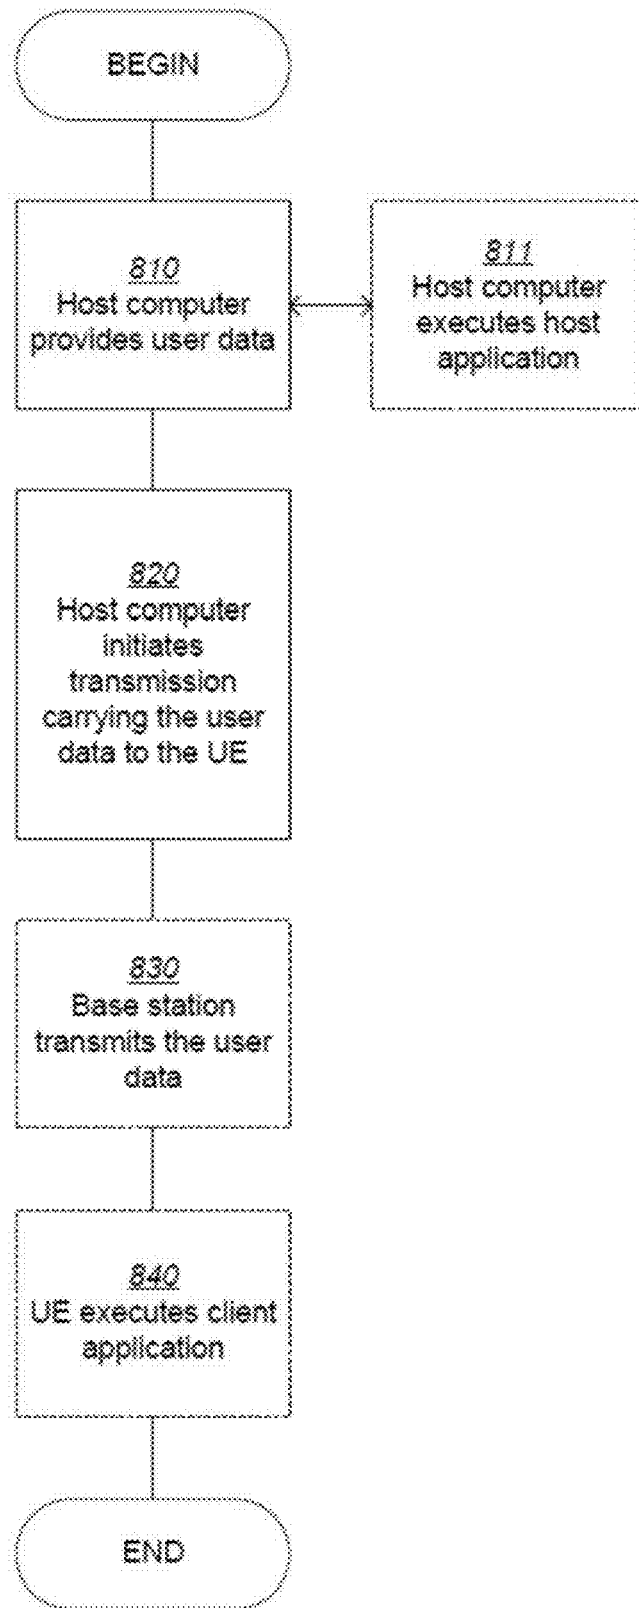 BEGIN
810
Host computer
provides user data
811
Host computer
executes host
application
820
Host computer
initiates
transmission
carrying the user
data to the UE
830
Base station
transmits the user
data
840
UE executes client
application
END